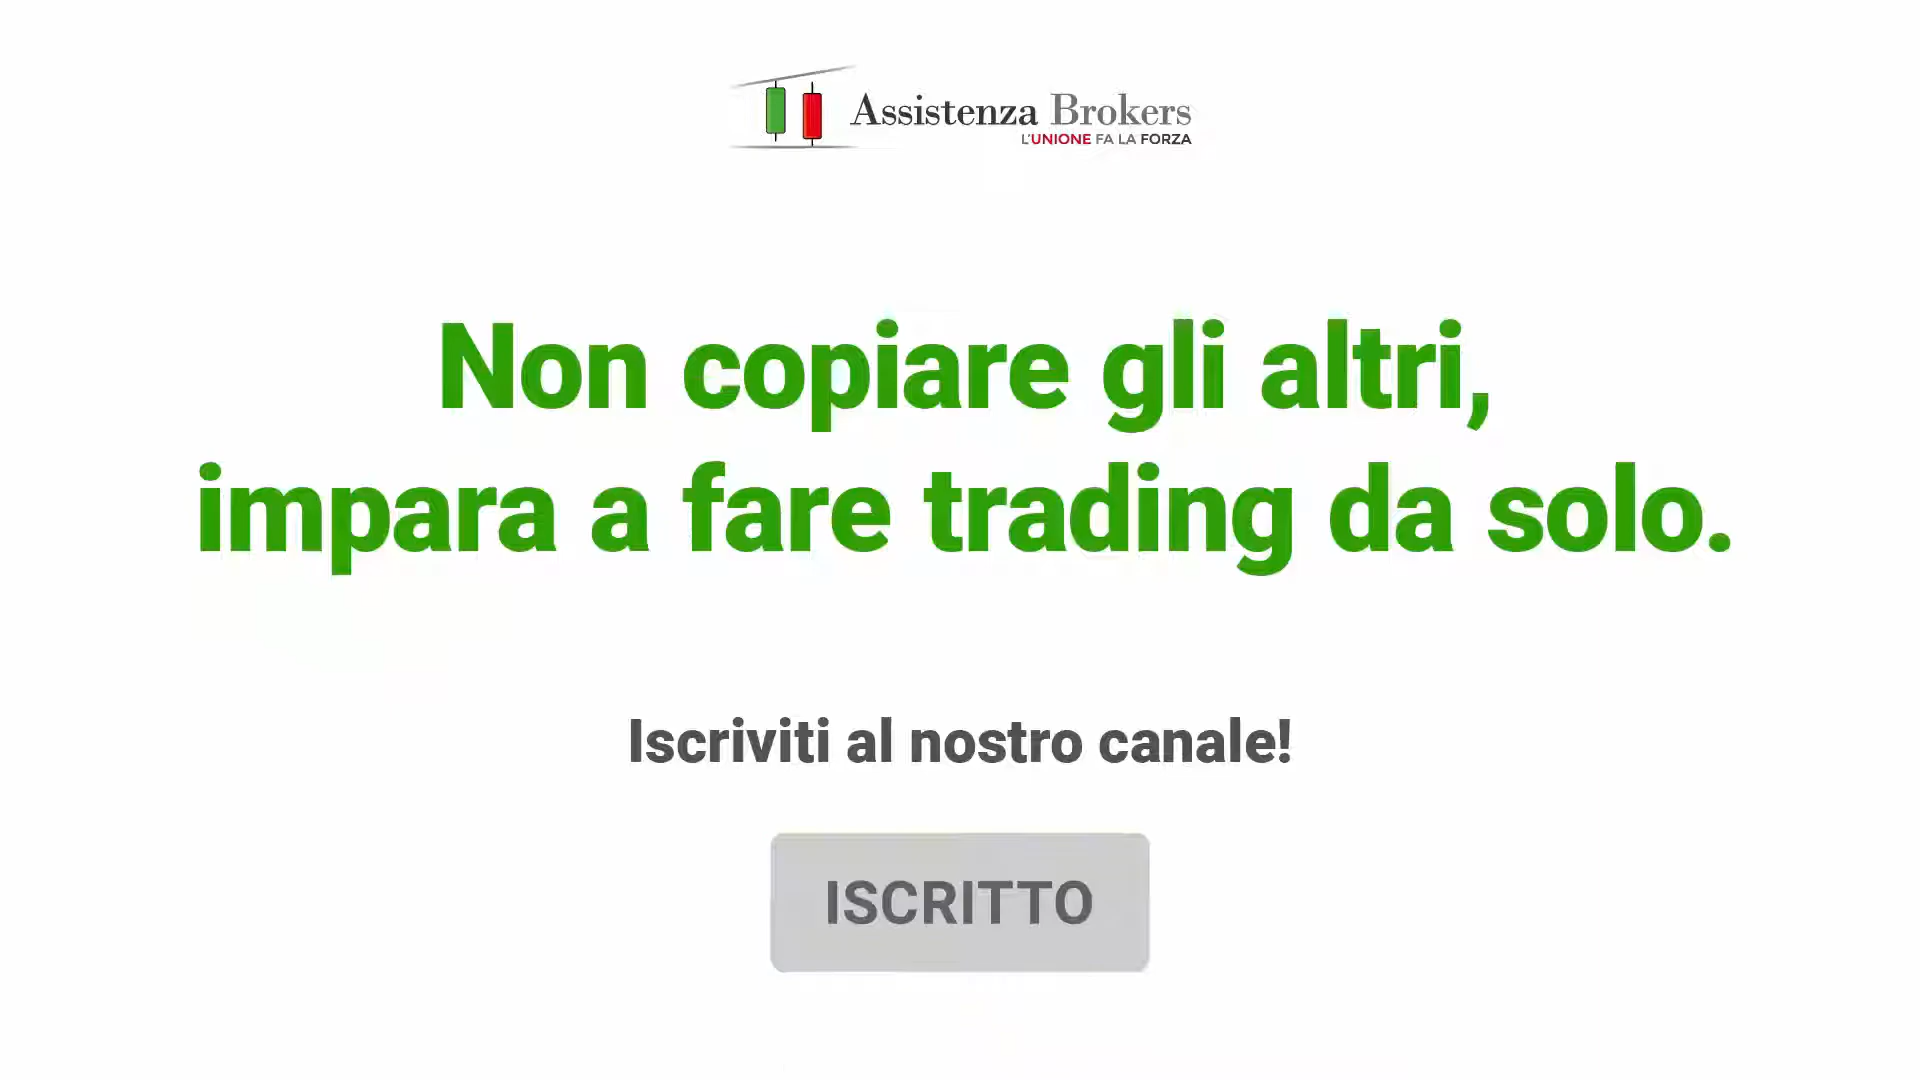 Assistenza Brokers
L'UNIONE FA LA FORZA
Non copiare gli altri,
impara a fare trading da solo.
Iscriviti al nostro canale!
ISCRITTO